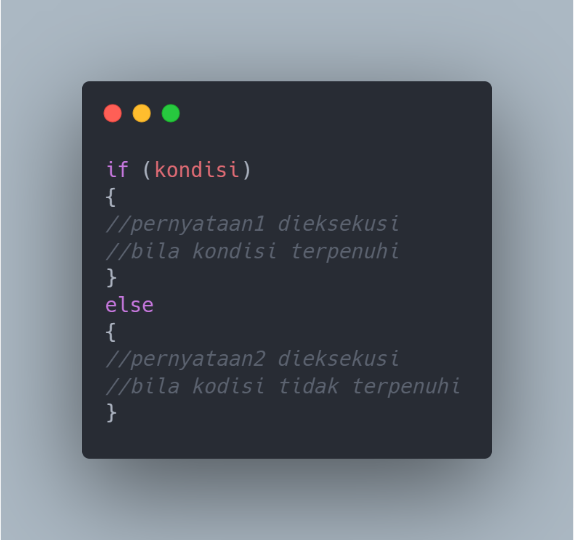 if (kondisi)
{
//pernyataan1 dieksekusi
//bila kondisi terpenuhi
}
else
{
//pernyataan2 dieksekusi
//bila kodisi tidak terpenuhi
}